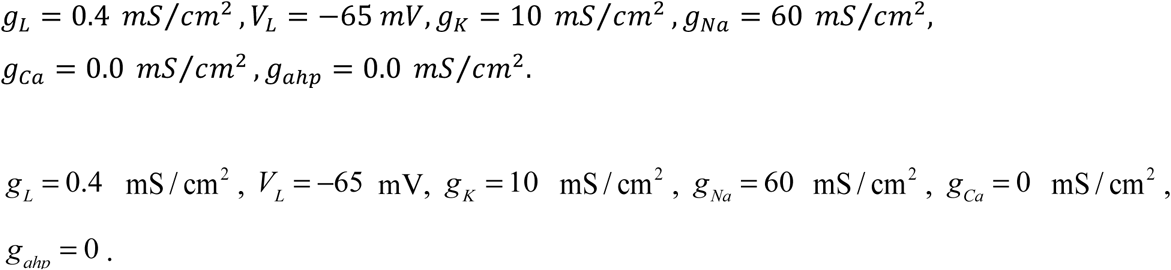 g_L = 0.4 mS/cm², V_L = −65 mV, g_K = 10 mS/cm², g_Na = 60 mS/cm²,
g_Ca = 0.0 mS/cm², g_ahp = 0.0 mS/cm².
g_L = 0.4 mS/cm², V_L = −65 mV, g_K = 10 mS/cm², g_Na = 60 mS/cm², g_Ca = 0 mS/cm²,
g_ahp = 0.